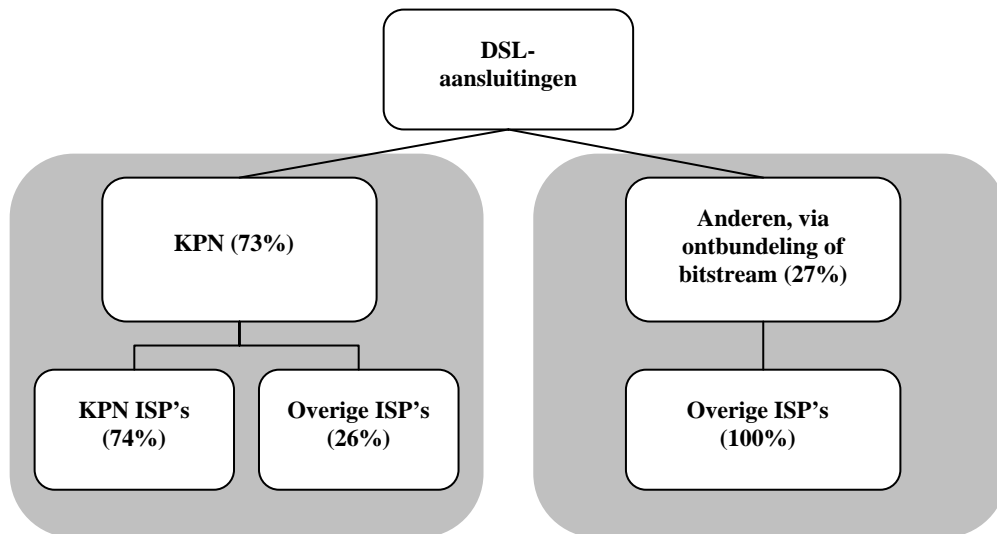 DSL-
aansluitingen
KPN (73%)
Anderen, via
ontbundeling of
bitstream (27%)
KPN ISP's
(74%)
Overige ISP's
(26%)
Overige ISP's
(100%)